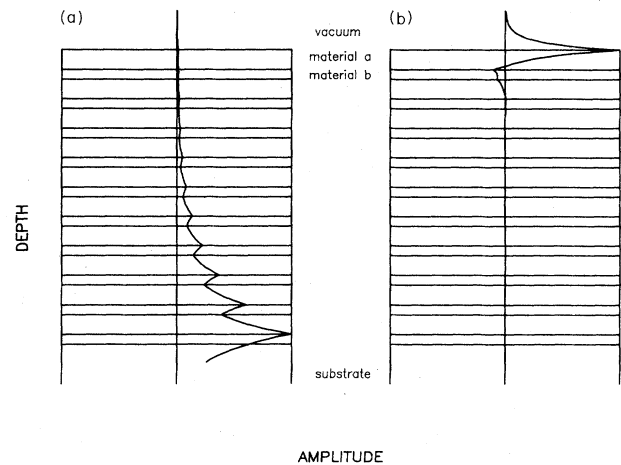 (a)
vacuum
(b)
material a
material b
DEPTH
substrate
AMPLITUDE